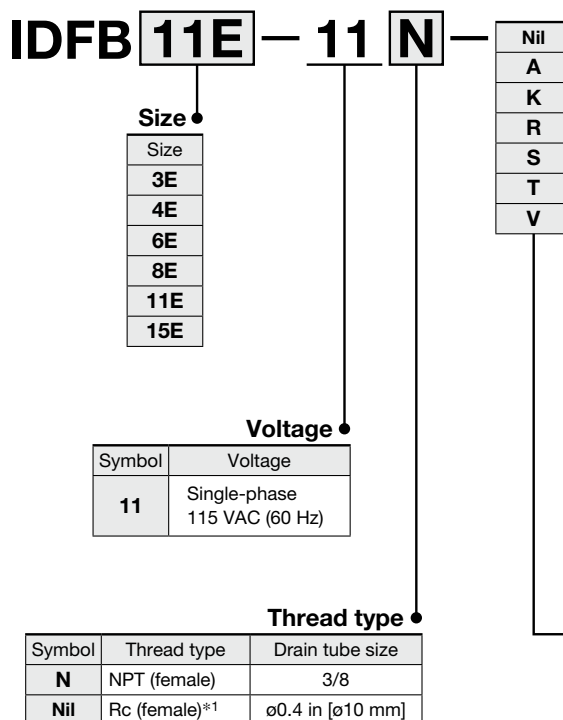 IDFB 11E — 11 N —
Nil
A
K
R
S
T
V
Size
Size
3E
4E
6E
8E
11E
15E
Voltage
Symbol Voltage
11 Single-phase
115 VAC (60 Hz)
Thread type
Symbol Thread type Drain tube size
N NPT (female) 3/8
Nil Rc (female)*1 ø0.4 in [ø10 mm]